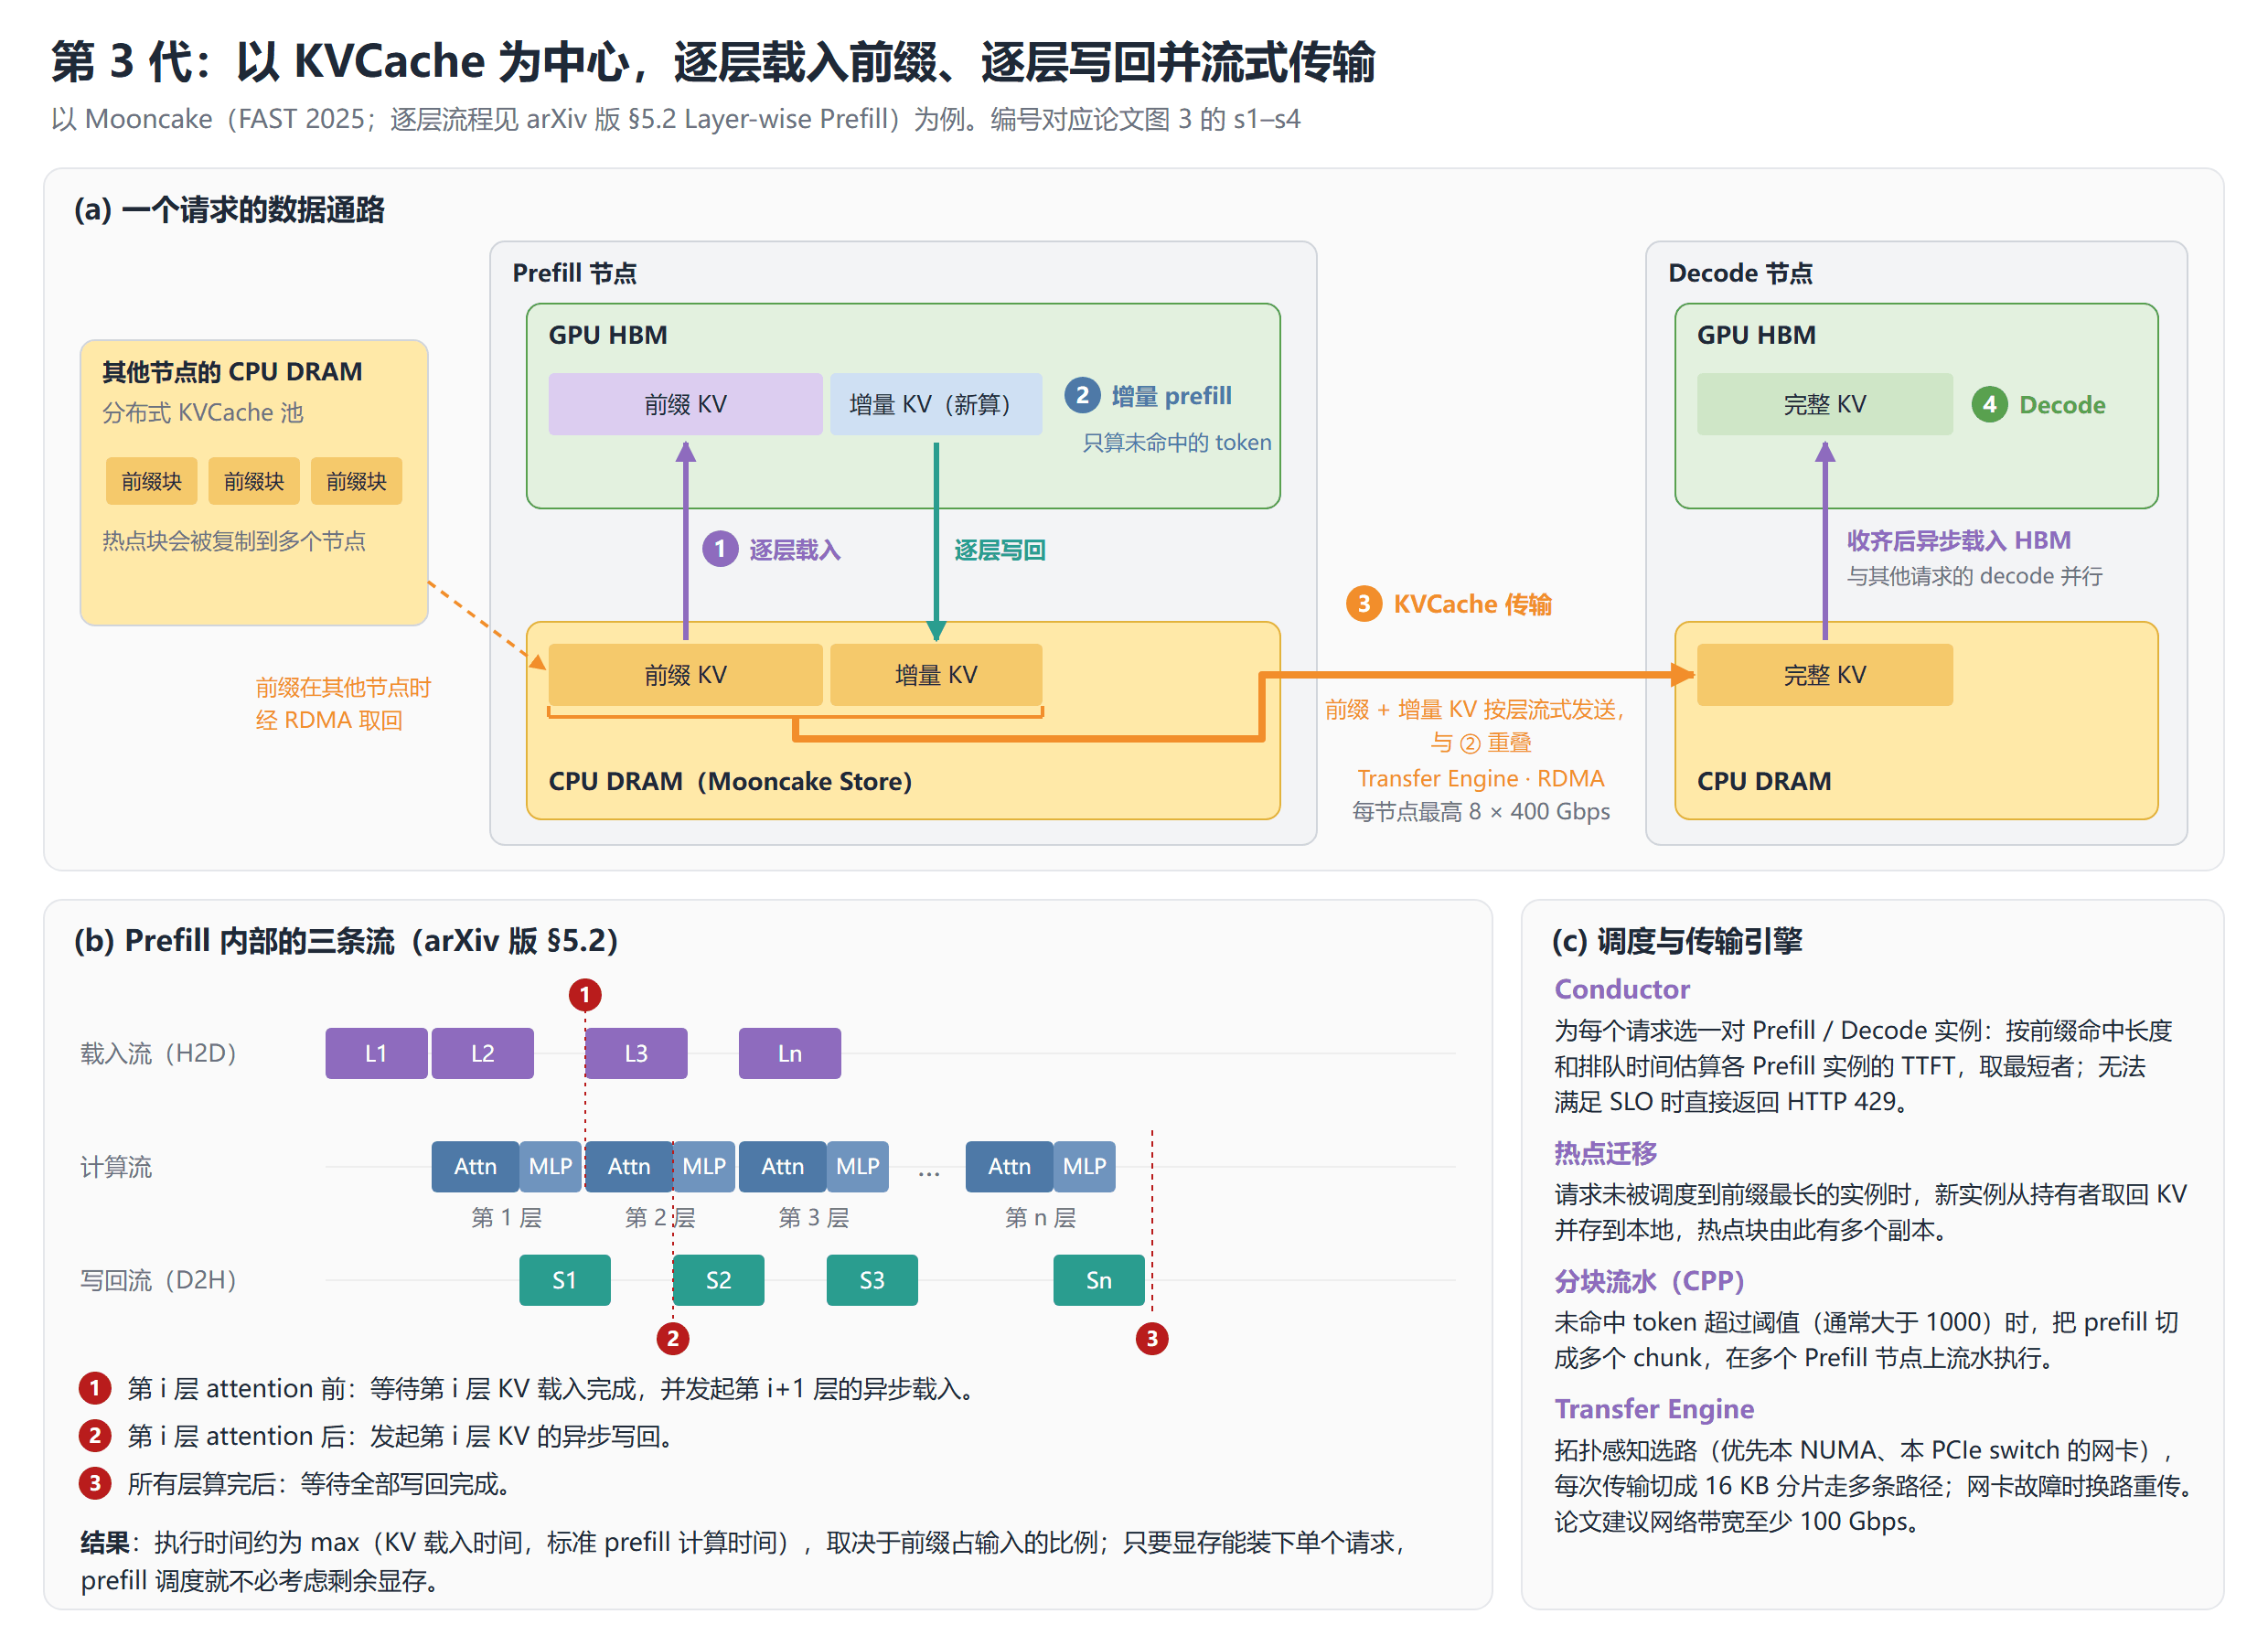 第 3 代：以 KVCache 为中心，逐层载入前缀、逐层写回并流式传输
以 Mooncake（FAST 2025；逐层流程见 arXiv 版 §5.2 Layer-wise Prefill）为例。编号对应论文图 3 的 s1–s4
(a) 一个请求的数据通路
其他节点的 CPU DRAM
分布式 KVCache 池
前缀块 前缀块 前缀块
热点块会被复制到多个节点
前缀在其他节点时
经 RDMA 取回
Prefill 节点
GPU HBM
前缀 KV
增量 KV（新算）
2 增量 prefill
只算未命中的 token
1 逐层载入
逐层写回
前缀 KV
增量 KV
CPU DRAM（Mooncake Store）
3 KVCache 传输
前缀 + 增量 KV 按层流式发送，
与 ② 重叠
Transfer Engine · RDMA
每节点最高 8 × 400 Gbps
Decode 节点
GPU HBM
完整 KV
4 Decode
收齐后异步载入 HBM
与其他请求的 decode 并行
完整 KV
CPU DRAM
(b) Prefill 内部的三条流（arXiv 版 §5.2）
1
载入流（H2D） L1 L2 L3 Ln
计算流 Attn MLP Attn MLP Attn MLP … Attn MLP
第 1 层 第 2 层 第 3 层 第 n 层
写回流（D2H） S1 S2 S3 Sn
2 3
1 第 i 层 attention 前：等待第 i 层 KV 载入完成，并发起第 i+1 层的异步载入。
2 第 i 层 attention 后：发起第 i 层 KV 的异步写回。
3 所有层算完后：等待全部写回完成。
结果：执行时间约为 max（KV 载入时间，标准 prefill 计算时间），取决于前缀占输入的比例；只要显存能装下单个请求，
prefill 调度就不必考虑剩余显存。
(c) 调度与传输引擎
Conductor
为每个请求选一对 Prefill / Decode 实例：按前缀命中长度
和排队时间估算各 Prefill 实例的 TTFT，取最短者；无法
满足 SLO 时直接返回 HTTP 429。
热点迁移
请求未被调度到前缀最长的实例时，新实例从持有者取回 KV
并存到本地，热点块由此有多个副本。
分块流水（CPP）
未命中 token 超过阈值（通常大于 1000）时，把 prefill 切
成多个 chunk，在多个 Prefill 节点上流水执行。
Transfer Engine
拓扑感知选路（优先本 NUMA、本 PCIe switch 的网卡），
每次传输切成 16 KB 分片走多条路径；网卡故障时换路重传。
论文建议网络带宽至少 100 Gbps。